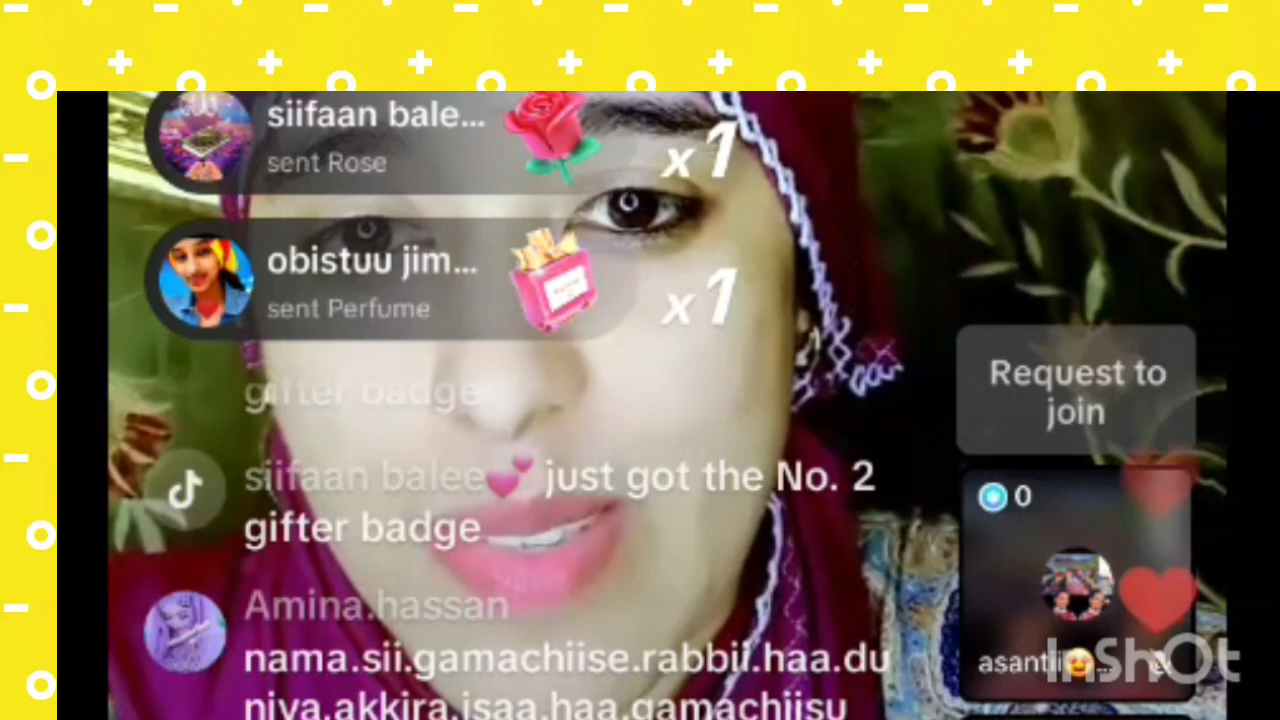 siifaan bale...
sent Rose
x1
obistuu jim...
sent Perfume
x1
gifter badge
Request to
join
siifaan balee💕 just got the No. 2
gifter badge
0
Amina.hassan
nama.sii.gamachiise.rabbii.haa.du
niya.akkira.isaa.haa.gamachiisu
asantii😍...
InShOt